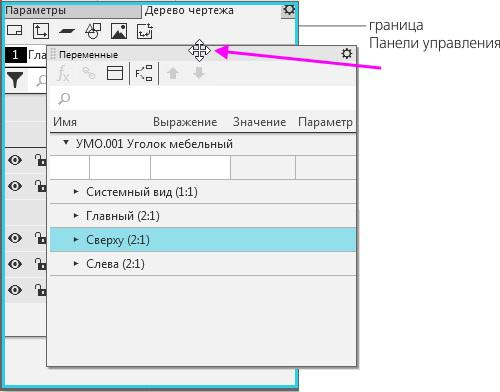 Параметры
Дерево чертежа
граница
Панели управления
1 Гла
Переменные
Имя Выражение Значение Параметр
УМО.001 Уголок мебельный
Системный вид (1:1)
Главный (2:1)
Сверху (2:1)
Слева (2:1)